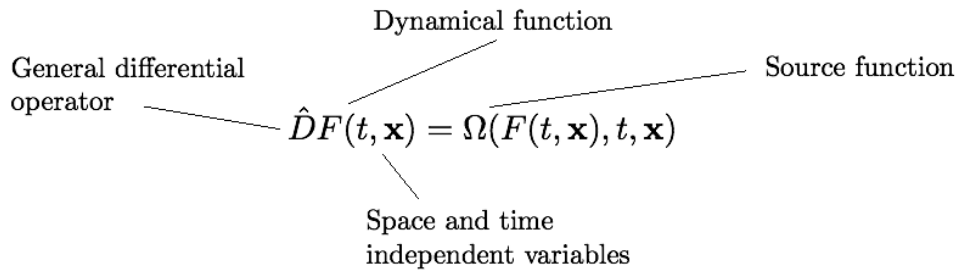 Dynamical function
General differential
operator
Source function
D̂F(t, x) = Ω(F(t, x), t, x)
Space and time
independent variables